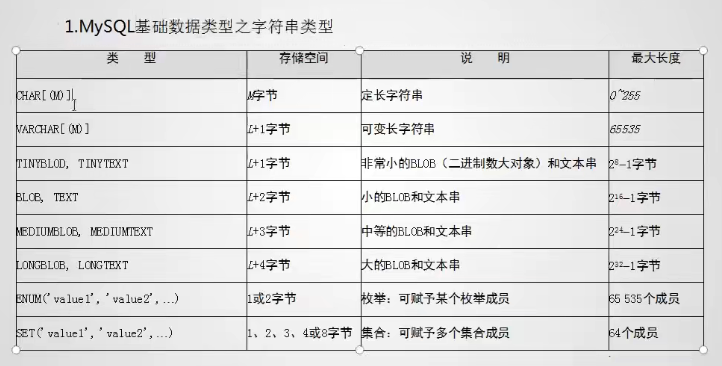 1.MySQL基础数据类型之字符串类型
类 型 存储空间 说 明 最大长度
CHAR[(M)] M字节 定长字符串 0~255
VARCHAR[(M)] L+1字节 可变长字符串 65535
TINYBLOD, TINYTEXT L+1字节 非常小的BLOB（二进制数大对象）和文本串 2⁸—1字节
BLOB, TEXT L+2字节 小的BLOB和文本串 2¹⁶—1字节
MEDIUMBLOB, MEDIUMTEXT L+3字节 中等的BLOB和文本串 2²⁴—1字节
LONGBLOB, LONGTEXT L+4字节 大的BLOB和文本串 2³²—1字节
ENUM('value1', 'value2',…) 1或2字节 枚举：可赋予某个枚举成员 65 535个成员
SET('value1', 'value2',…) 1、2、3、4或8字节 集合：可赋予多个集合成员 64个成员